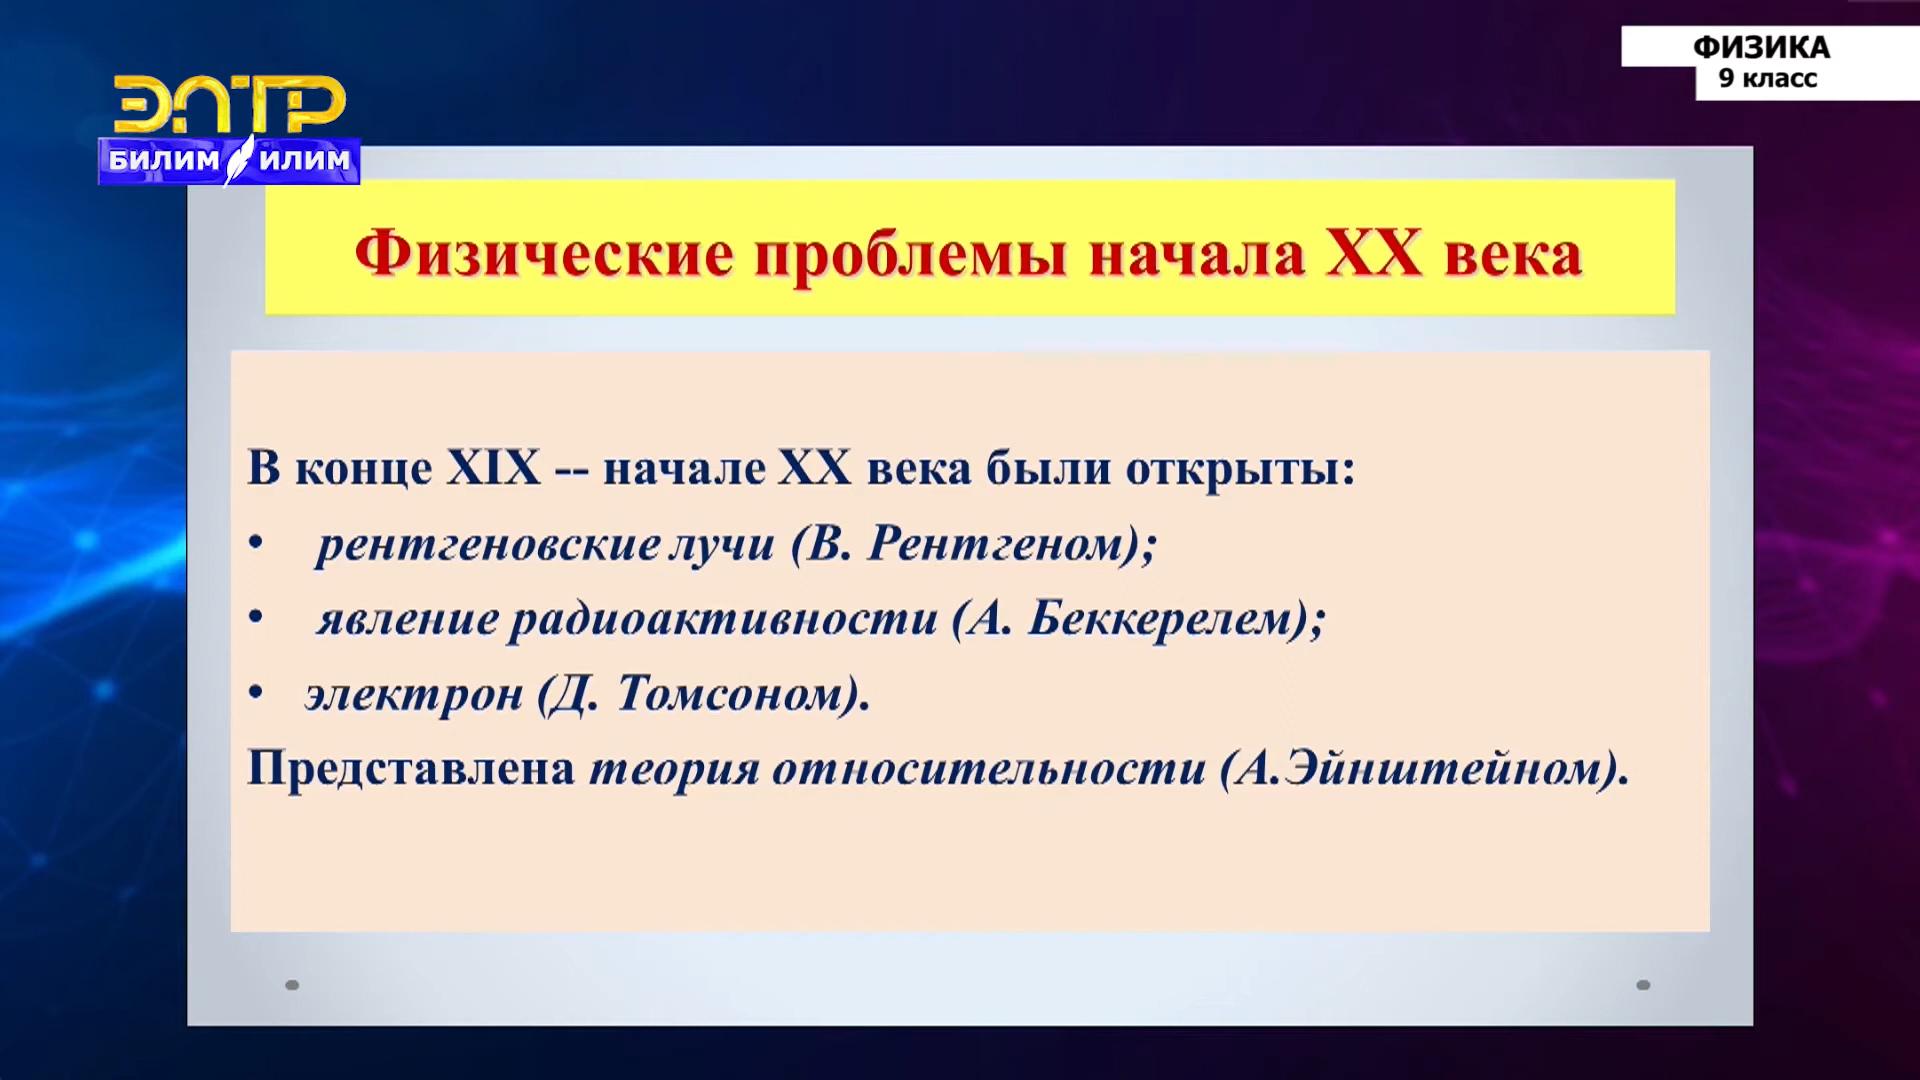 ФИЗИКА
9 класс
ЭЛТР
БИЛИМ ИЛИМ
Физические проблемы начала XX века
В конце XIX -- начале XX века были открыты:
• рентгеновские лучи (В. Рентгеном);
• явление радиоактивности (А. Беккерелем);
• электрон (Д. Томсоном).
Представлена теория относительности (А.Эйнштейном).